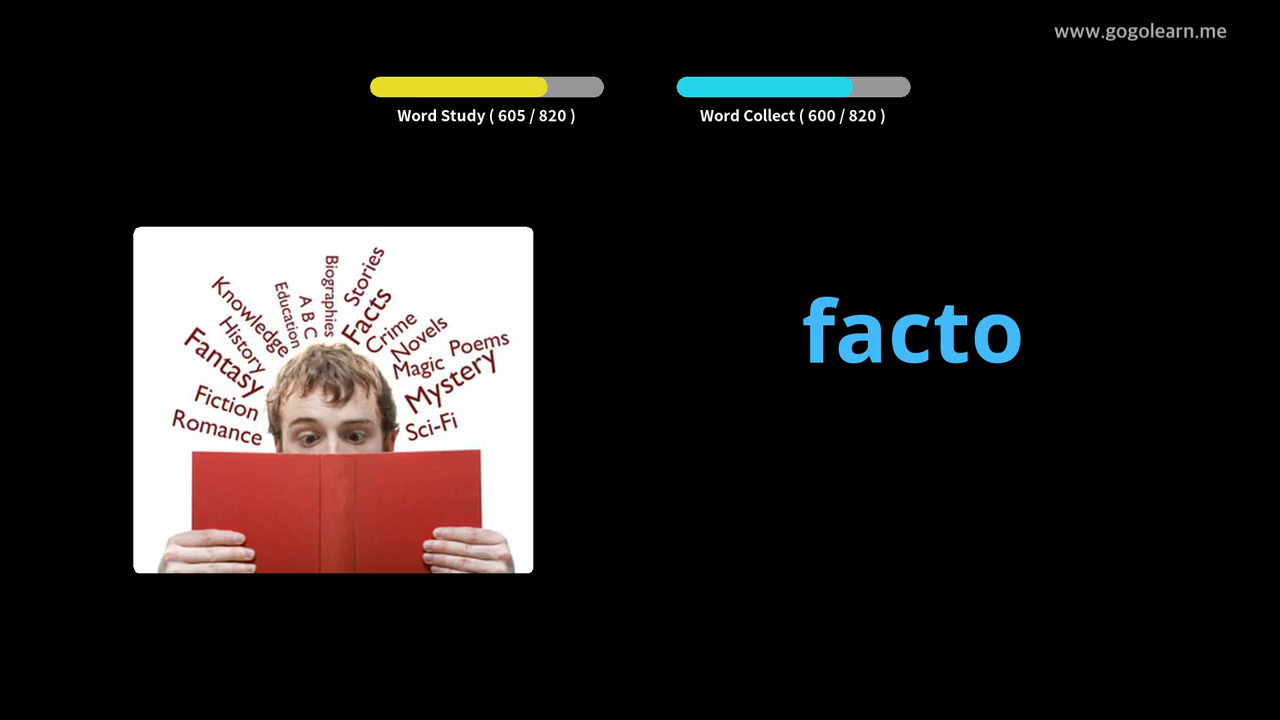 www.gogolearn.me
Word Study ( 605 / 820 )
Word Collect ( 600 / 820 )
facto
Biographies
Stories
Education
A B C
Facts
Knowledge
Crime
History
Novels
Poems
Fantasy
Magic
Mystery
Fiction
Romance
Sci-Fi